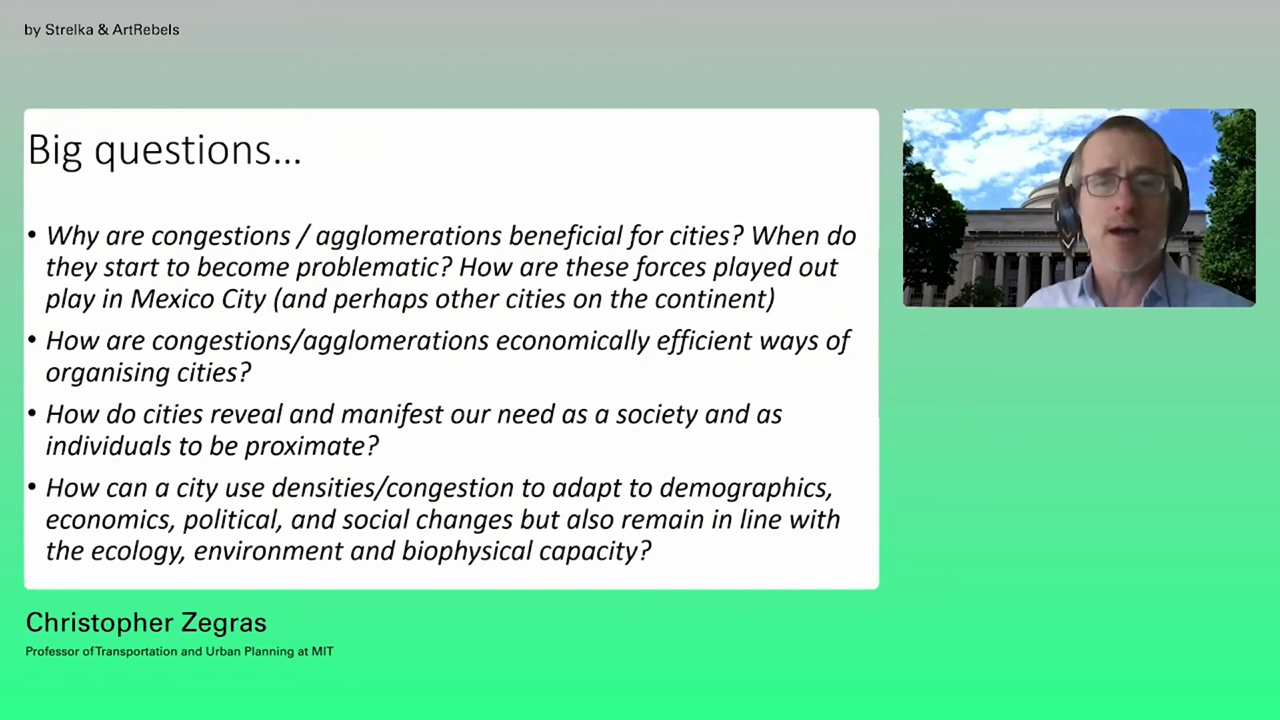 by Strelka & ArtRebels
Big questions...
• Why are congestions / agglomerations beneficial for cities? When do
they start to become problematic? How are these forces played out
play in Mexico City (and perhaps other cities on the continent)
• How are congestions/agglomerations economically efficient ways of
organising cities?
• How do cities reveal and manifest our need as a society and as
individuals to be proximate?
• How can a city use densities/congestion to adapt to demographics,
economics, political, and social changes but also remain in line with
the ecology, environment and biophysical capacity?
Christopher Zegras
Professor of Transportation and Urban Planning at MIT